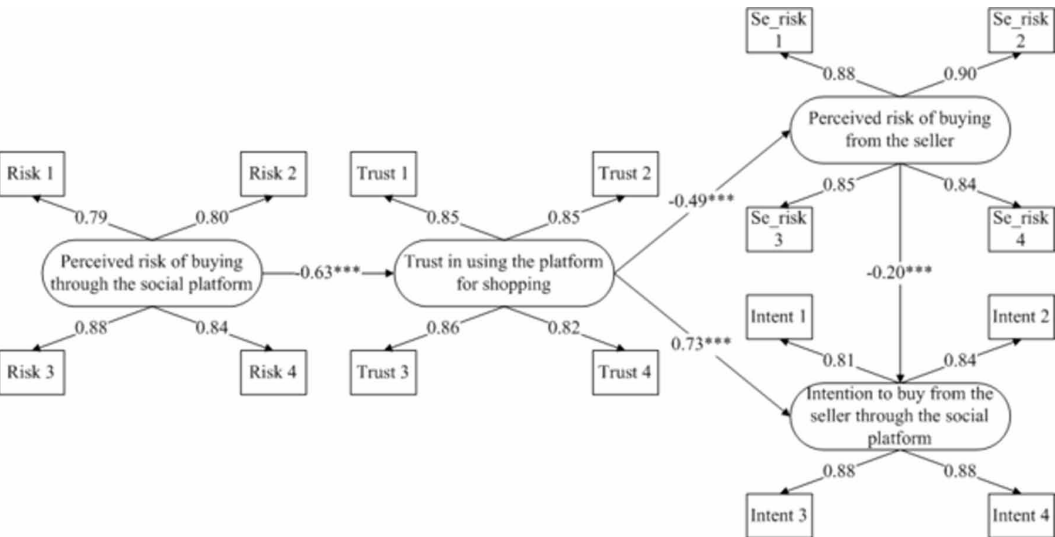 Se_risk
1
Se_risk
2
0.88
0.90
Perceived risk of buying
from the seller
0.85
0.84
Se_risk
3
Se_risk
4
Risk 1
Risk 2
0.79
0.80
Perceived risk of buying
through the social platform
0.88
0.84
Risk 3
Risk 4
-0.63***
Trust 1
Trust 2
0.85
0.85
Trust in using the platform
for shopping
0.86
0.82
Trust 3
Trust 4
-0.49***
0.73***
-0.20***
Intent 1
Intent 2
0.81
0.84
Intention to buy from the
seller through the social
platform
0.88
0.88
Intent 3
Intent 4